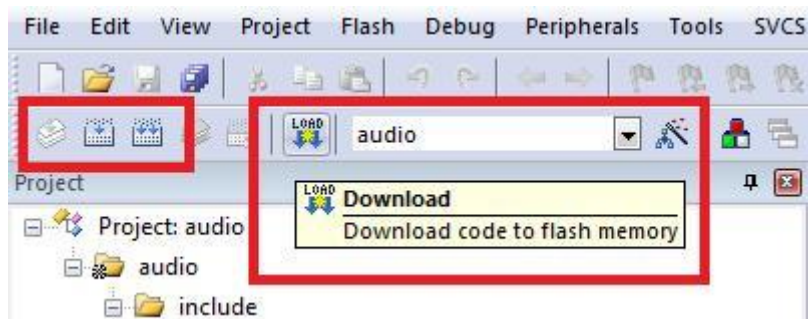 File Edit View Project Flash Debug Peripherals Tools SVCS
LOAD audio
Project
LOAD Download
Download code to flash memory
Project: audio
audio
include